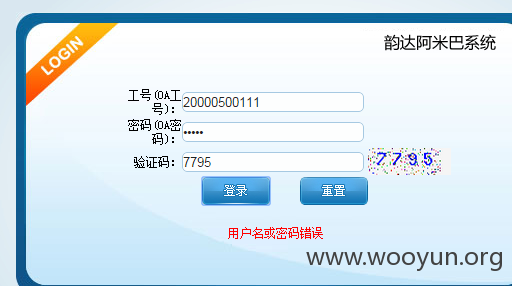 LOGIN
韵达阿米巴系统
工号(OA工
号):
20000500111
密码(OA密
码):
•••••
验证码:
7795
7795
登录
重置
用户名或密码错误
www.wooyun.org